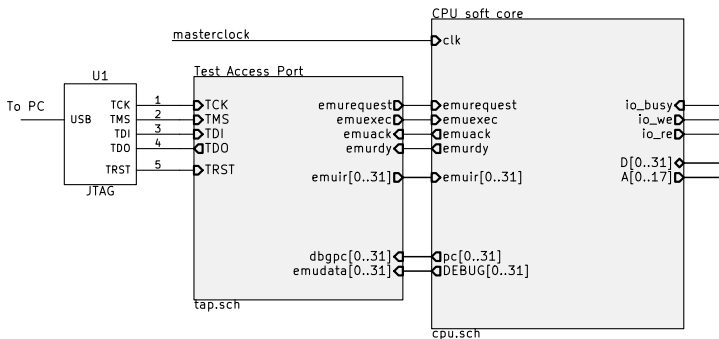 CPU soft core
masterclock
clk
U1
Test Access Port
To PC
USB
TCK 1 TCK
TMS 2 TMS
TDI 3 TDI
TDO 4 TDO
TRST 5 TRST
JTAG
emurequest emurequest
emuexec emuexec
emuack emuack
emurdy emurdy
emuir[0..31] emuir[0..31]
dbgpc[0..31] pc[0..31]
emudata[0..31] DEBUG[0..31]
io_busy
io_we
io_re
D[0..31]
A[0..17]
tap.sch
cpu.sch